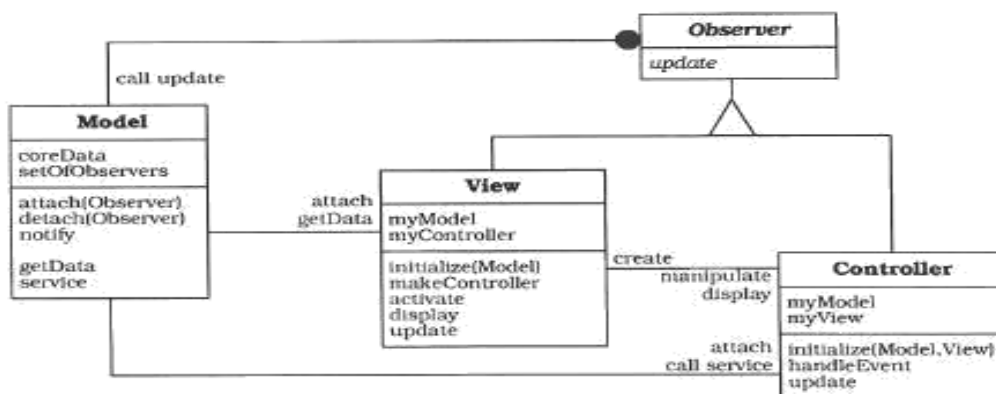 Observer
update
call update
Model
coreData
setOfObservers
attach(Observer)
detach(Observer)
notify
getData
service
attach
getData
View
myModel
myController
initialize(Model)
makeController
activate
display
update
create
manipulate
display
Controller
myModel
myView
initialize(Model,View)
handleEvent
update
attach
call service